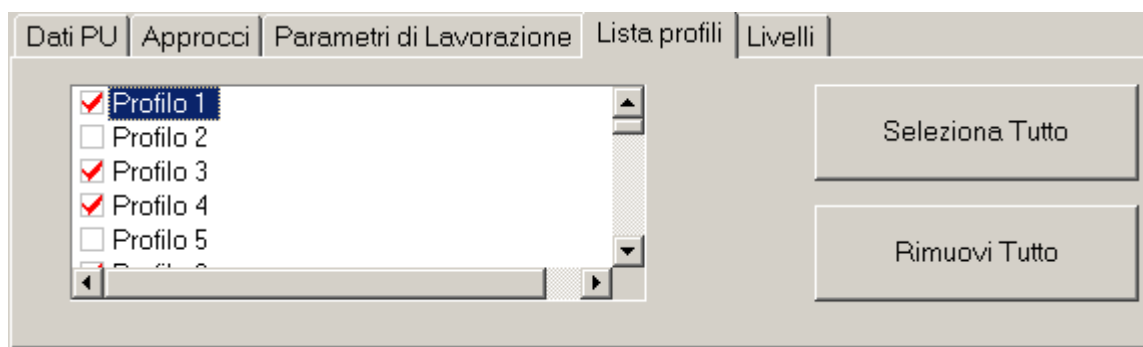 Dati PU Approcci Parametri di Lavorazione Lista profili Livelli
Profilo 1
Profilo 2
Profilo 3
Profilo 4
Profilo 5
Seleziona Tutto
Rimuovi Tutto